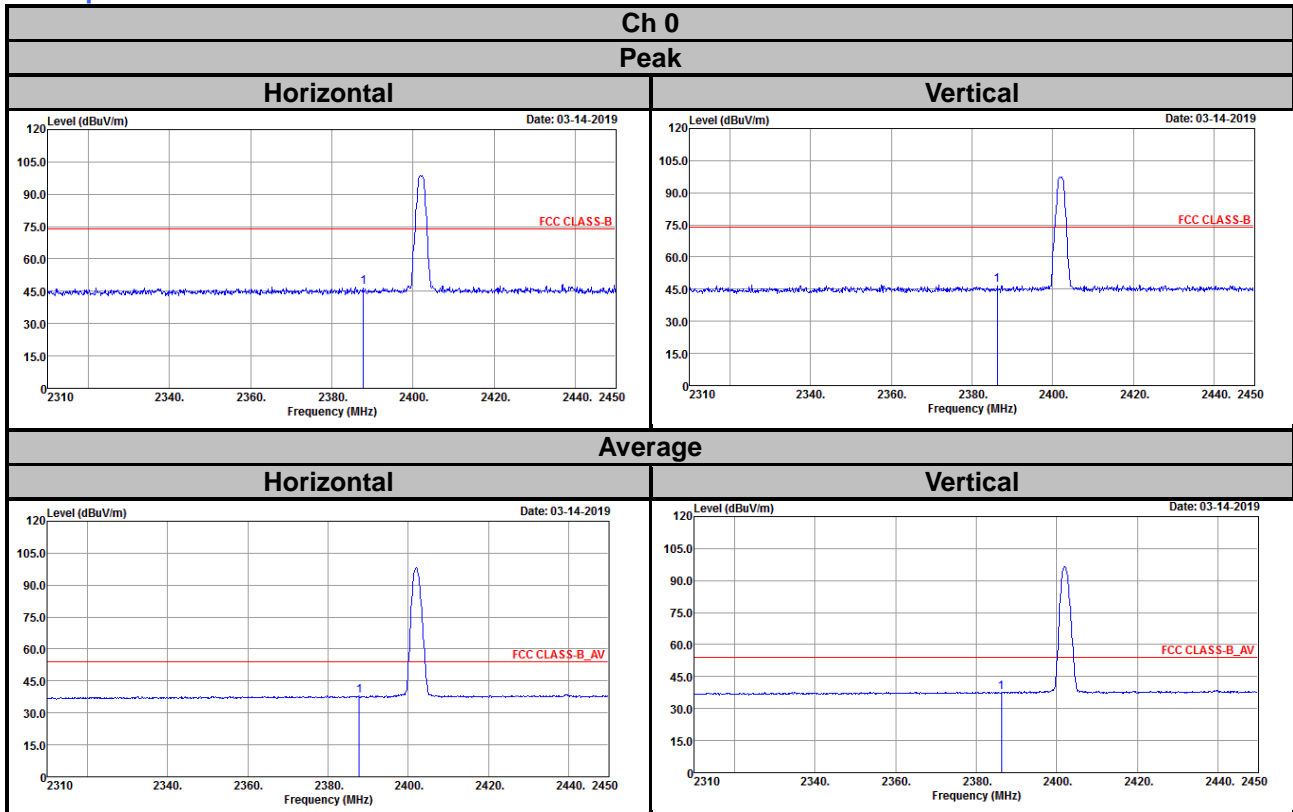 Ch 0
Peak
Horizontal
Vertical
Level (dBuV/m)
Date: 03-14-2019
120
105.0
90.0
75.0
60.0
45.0
30.0
15.0
0
FCC CLASS-B
1
2310 2340. 2360. 2380. 2400. 2420. 2440. 2450
Frequency (MHz)
Level (dBuV/m)
Date: 03-14-2019
120
105.0
90.0
75.0
60.0
45.0
30.0
15.0
0
FCC CLASS-B
1
2310 2340. 2360. 2380. 2400. 2420. 2440. 2450
Frequency (MHz)
Average
Horizontal
Vertical
Level (dBuV/m)
Date: 03-14-2019
120
105.0
90.0
75.0
60.0
45.0
30.0
15.0
0
FCC CLASS-B_AV
1
2310 2340. 2360. 2380. 2400. 2420. 2440. 2450
Frequency (MHz)
Level (dBuV/m)
Date: 03-14-2019
120
105.0
90.0
75.0
60.0
45.0
30.0
15.0
0
FCC CLASS-B_AV
1
2310 2340. 2360. 2380. 2400. 2420. 2440. 2450
Frequency (MHz)